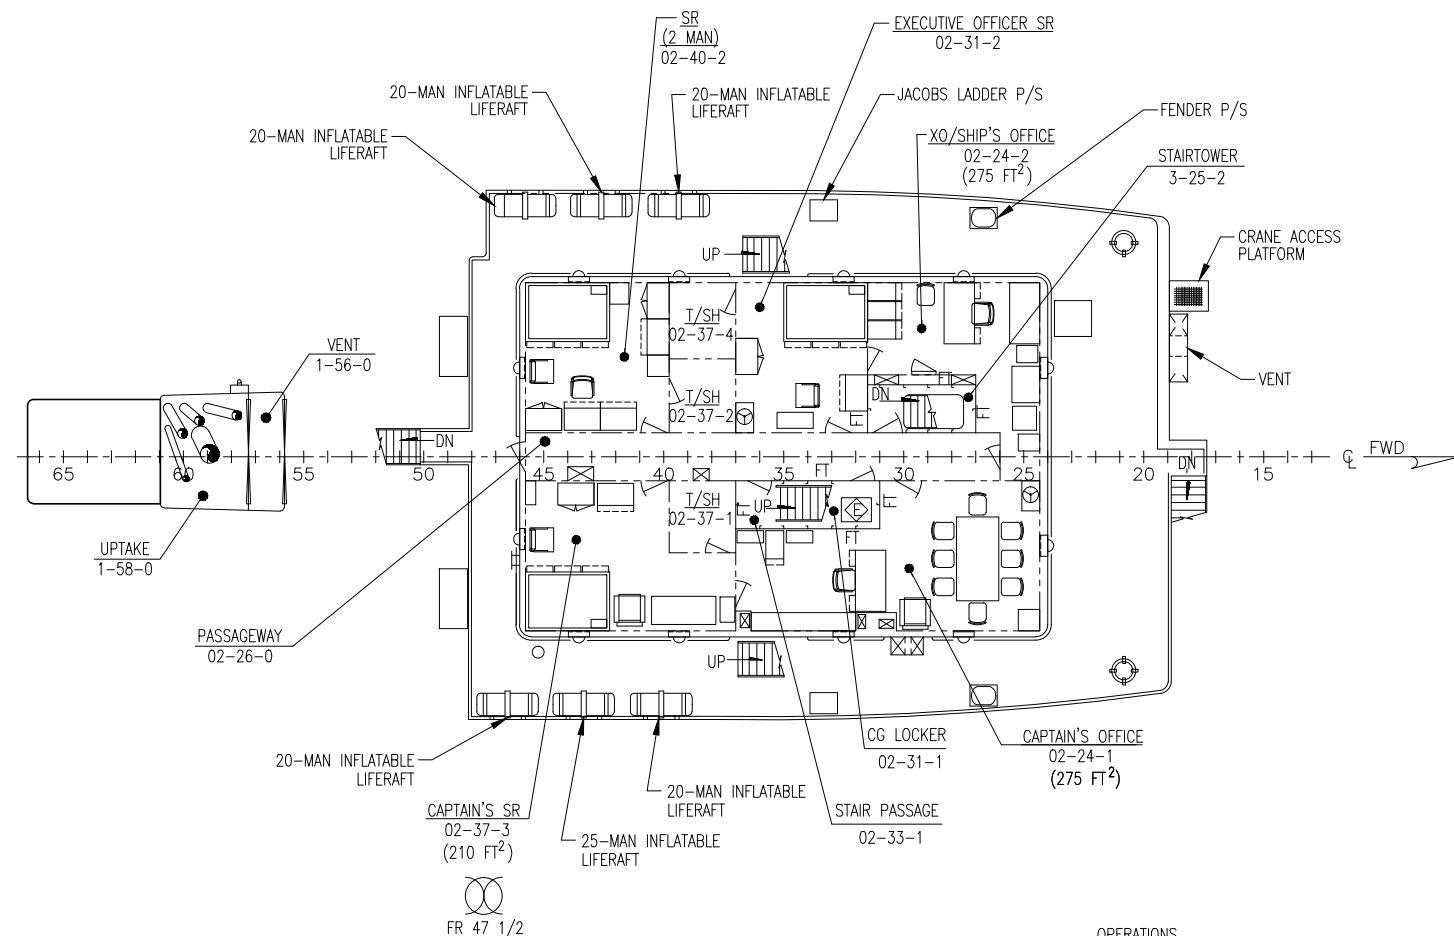 SR
(2 MAN)
02-40-2
EXECUTIVE OFFICER SR
02-31-2
20-MAN INFLATABLE
LIFERAFT
20-MAN INFLATABLE
LIFERAFT
JACOBS LADDER P/S
FENDER P/S
20-MAN INFLATABLE
LIFERAFT
XO/SHIP'S OFFICE
02-24-2
(275 FT²)
STAIRTOWER
3-25-2
CRANE ACCESS
PLATFORM
UP
T/SH
02-37-4
VENT
1-56-0
VENT
FT
DN
T/SH
02-37-2
FT
FT
DN
65
60
55
50
45
40
35
30
25
20
15
℄
FWD
DN
FT
T/SH
02-37-1
FT
UP
E
FT
FT
UPTAKE
1-58-0
PASSAGEWAY
02-26-0
UP
CG LOCKER
02-31-1
CAPTAIN'S OFFICE
02-24-1
(275 FT²)
20-MAN INFLATABLE
LIFERAFT
20-MAN INFLATABLE
LIFERAFT
CAPTAIN'S SR
02-37-3
(210 FT²)
STAIR PASSAGE
02-33-1
25-MAN INFLATABLE
LIFERAFT
FR 47 1/2
OPERATIONS